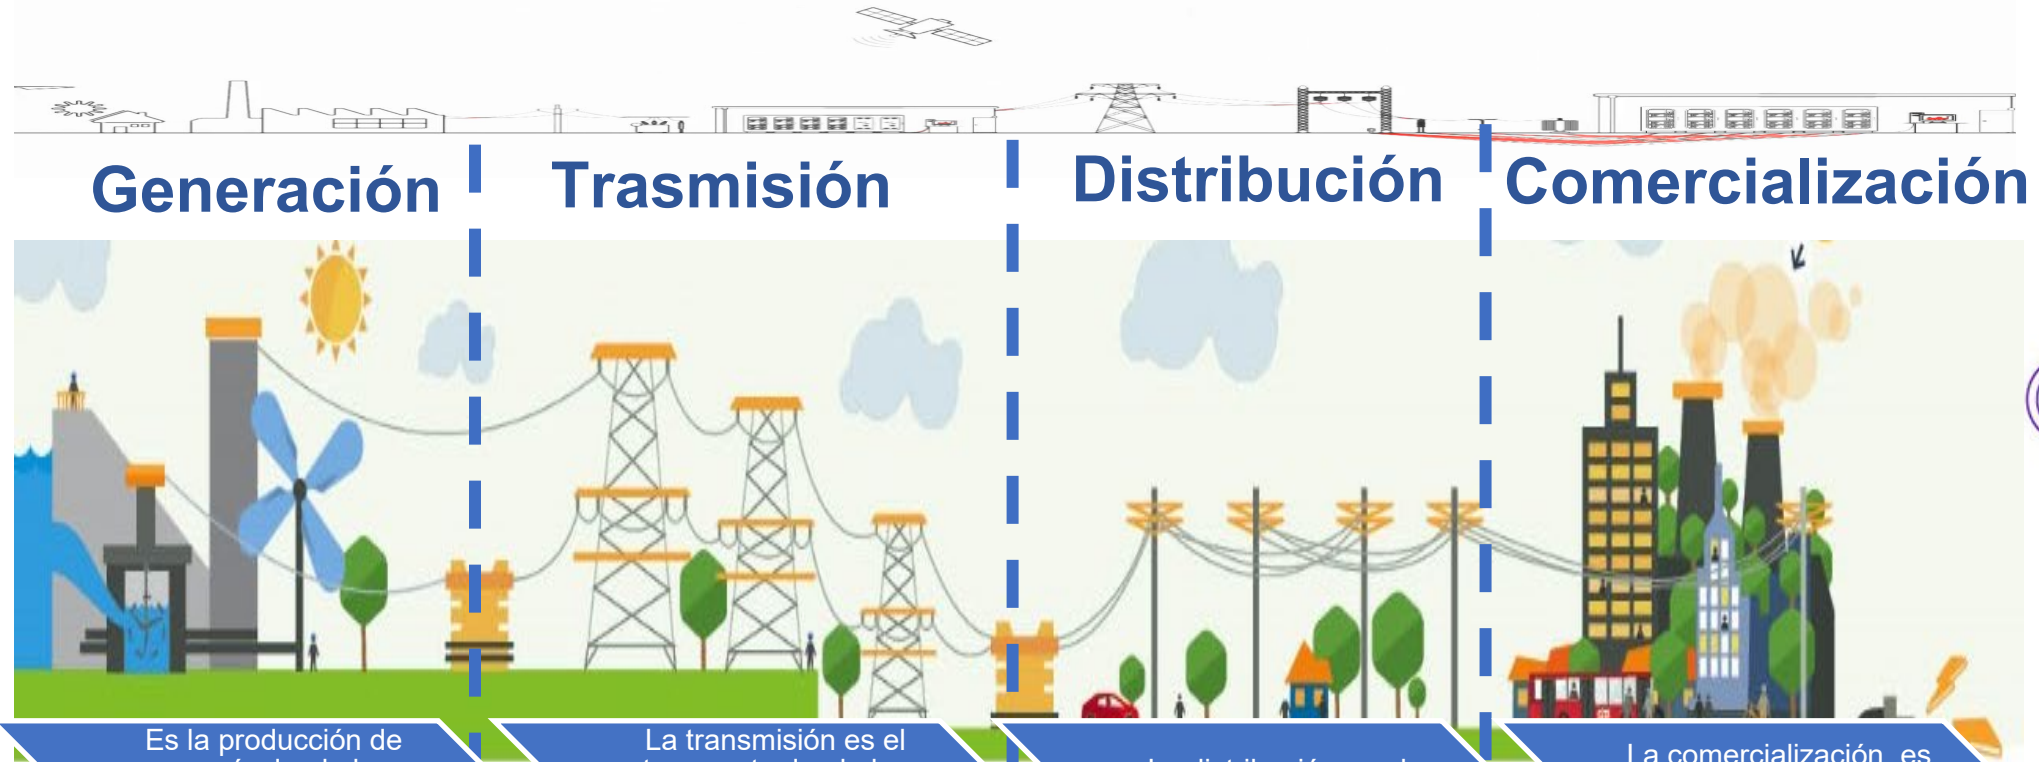 Generación
Trasmisión
Distribución
Comercialización
Es la producción de
La transmisión es el
La comercialización es